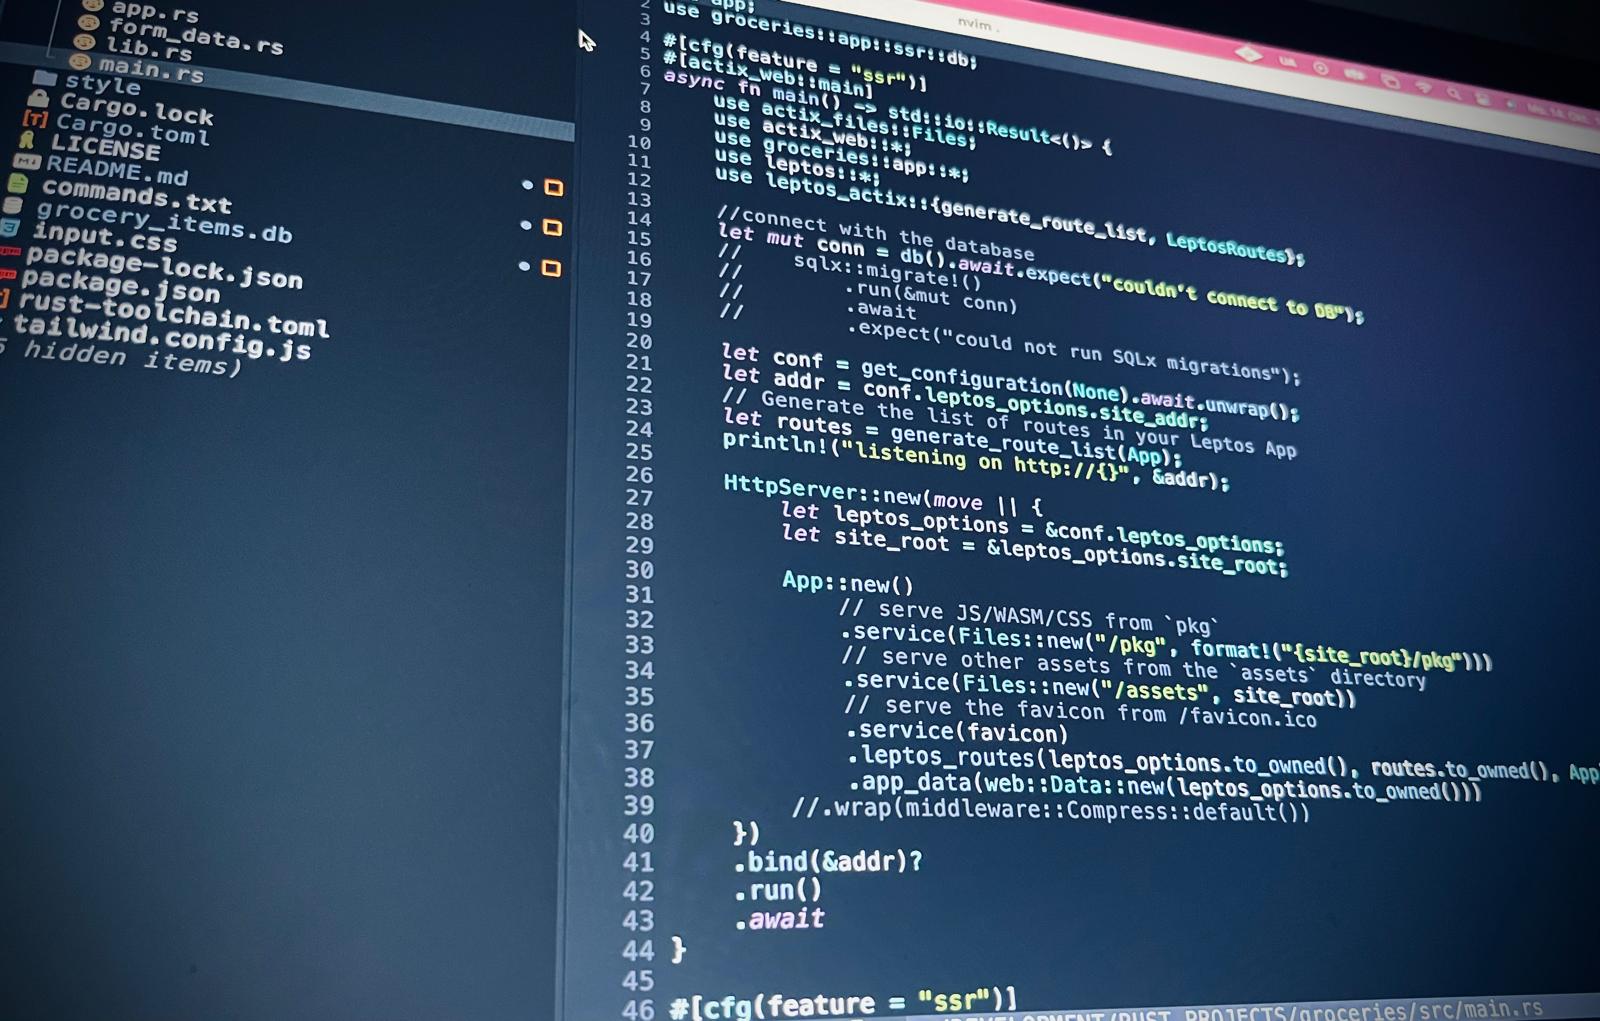 nvim .
app.rs
form_data.rs
lib.rs
main.rs
style
Cargo.lock
Cargo.toml
LICENSE
README.md
commands.txt
grocery_items.db
input.css
package-lock.json
package.json
rust-toolchain.toml
tailwind.config.js
hidden items)
2 app;
3 use groceries::app::ssr::db;
4
5 #[cfg(feature = "ssr")]
6 #[actix_web::main]
7 async fn main() -> std::io::Result<()> {
8 use actix_files::Files;
9 use actix_web::*;
10 use groceries::app::*;
11 use leptos::*;
12 use leptos_actix::{generate_route_list, LeptosRoutes};
13
14 //connect with the database
15 let mut conn = db().await.expect("couldn't connect to DB");
16 // sqlx::migrate!()
17 // .run(&mut conn)
18 // .await
19 // .expect("could not run SQLx migrations");
20
21 let conf = get_configuration(None).await.unwrap();
22 let addr = conf.leptos_options.site_addr;
23 // Generate the list of routes in your Leptos App
24 let routes = generate_route_list(App);
25 println!("listening on http://{}", &addr);
26
27 HttpServer::new(move || {
28 let leptos_options = &conf.leptos_options;
29 let site_root = &leptos_options.site_root;
30
31 App::new()
32 // serve JS/WASM/CSS from `pkg`
33 .service(Files::new("/pkg", format!("{site_root}/pkg")))
34 // serve other assets from the `assets` directory
35 .service(Files::new("/assets", site_root))
36 // serve the favicon from /favicon.ico
37 .service(favicon)
38 .leptos_routes(leptos_options.to_owned(), routes.to_owned(), App
39 .app_data(web::Data::new(leptos_options.to_owned()))
40 //.wrap(middleware::Compress::default())
41 })
42 .bind(&addr)?
43 .run()
44 .await
45 }
46 #[cfg(feature = "ssr")]
/DEVELOPMENT/RUST_PROJECTS/groceries/src/main.rs